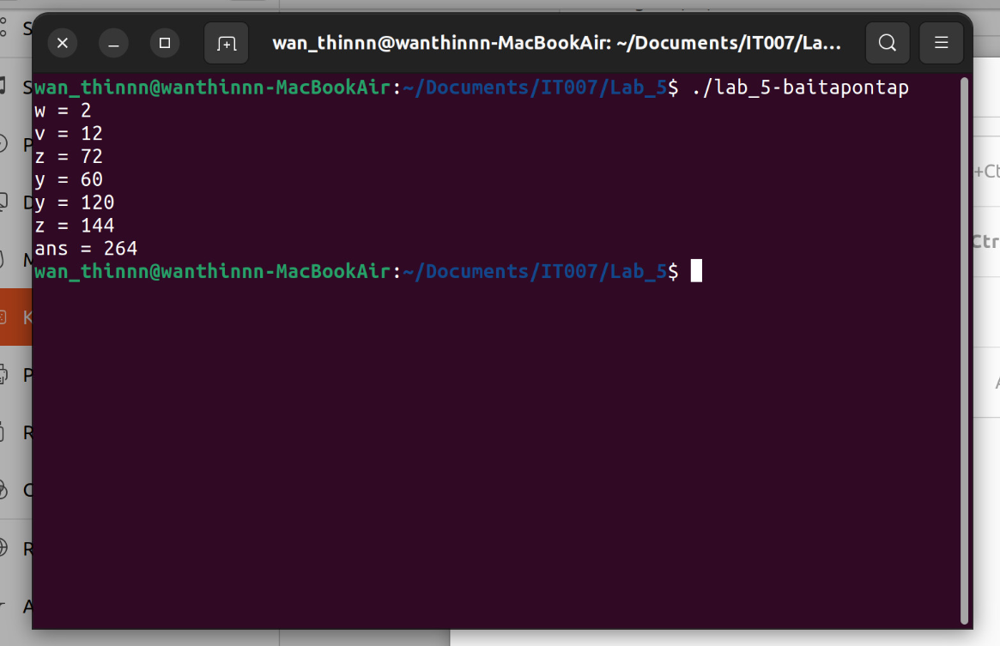 wan_thinnn@wanthinnn-MacBookAir: ~/Documents/IT007/La...
wan_thinnn@wanthinnn-MacBookAir:~/Documents/IT007/Lab_5$ ./lab_5-baitapontap
w = 2
v = 12
z = 72
y = 60
y = 120
z = 144
ans = 264
wan_thinnn@wanthinnn-MacBookAir:~/Documents/IT007/Lab_5$